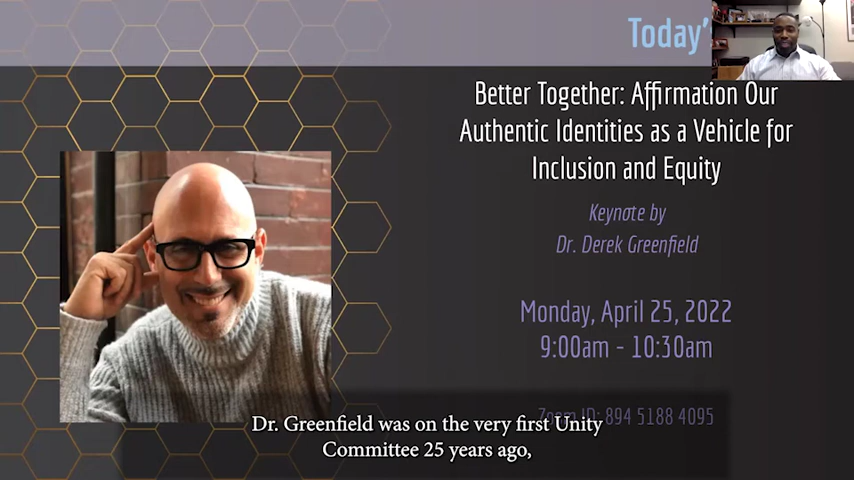 Today's
Better Together: Affirmation Our
Authentic Identities as a Vehicle for
Inclusion and Equity
Keynote by
Dr. Derek Greenfield
Monday, April 25, 2022
9:00am - 10:30am
Zoom ID: 894 5188 4095
Dr. Greenfield was on the very first Unity
Committee 25 years ago,